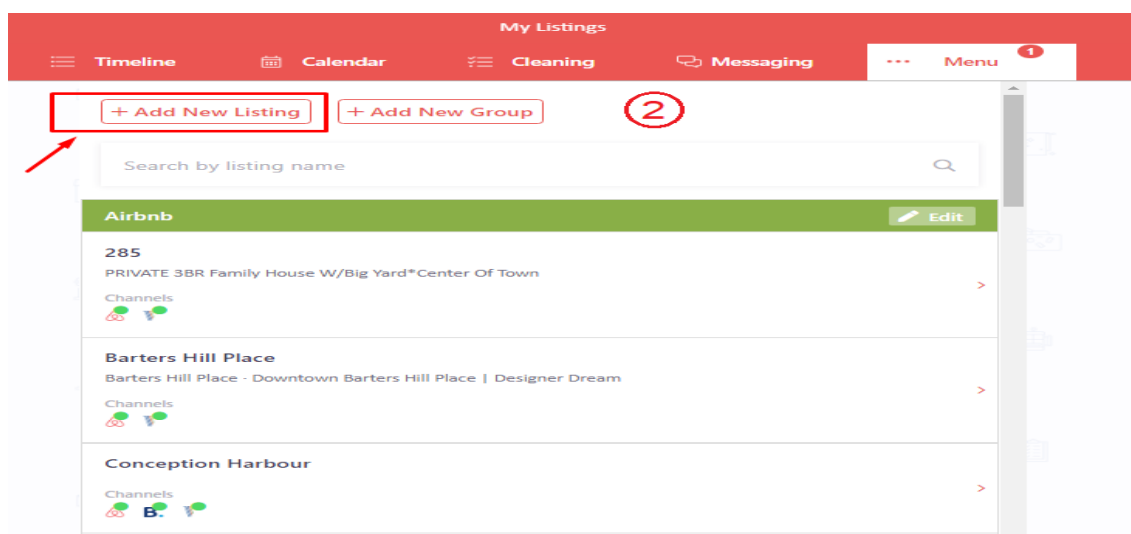 My Listings
Timeline Calendar Cleaning Messaging ... Menu 1
+ Add New Listing + Add New Group 2
Search by listing name
Airbnb Edit
285
PRIVATE 3BR Family House W/Big Yard*Center Of Town
Channels
>
Barters Hill Place
Barters Hill Place - Downtown Barters Hill Place | Designer Dream
Channels
>
Conception Harbour
Channels
>
B.